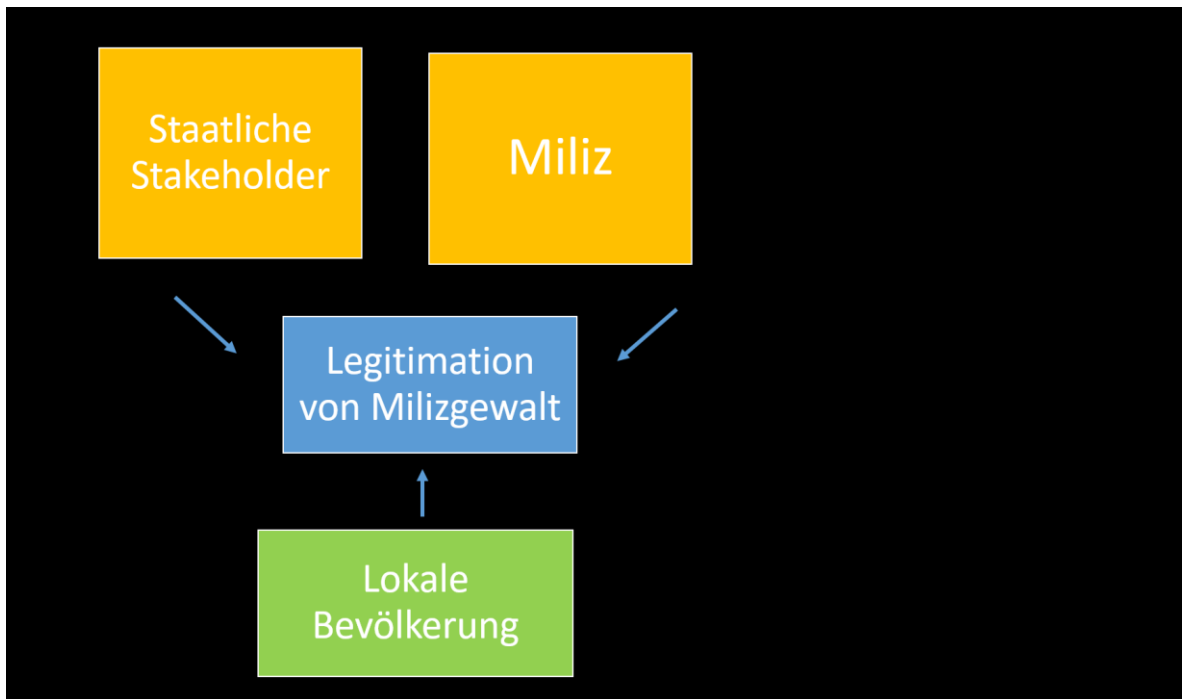 Staatliche
Stakeholder
Miliz
Legitimation
von Milizgewalt
Lokale
Bevölkerung